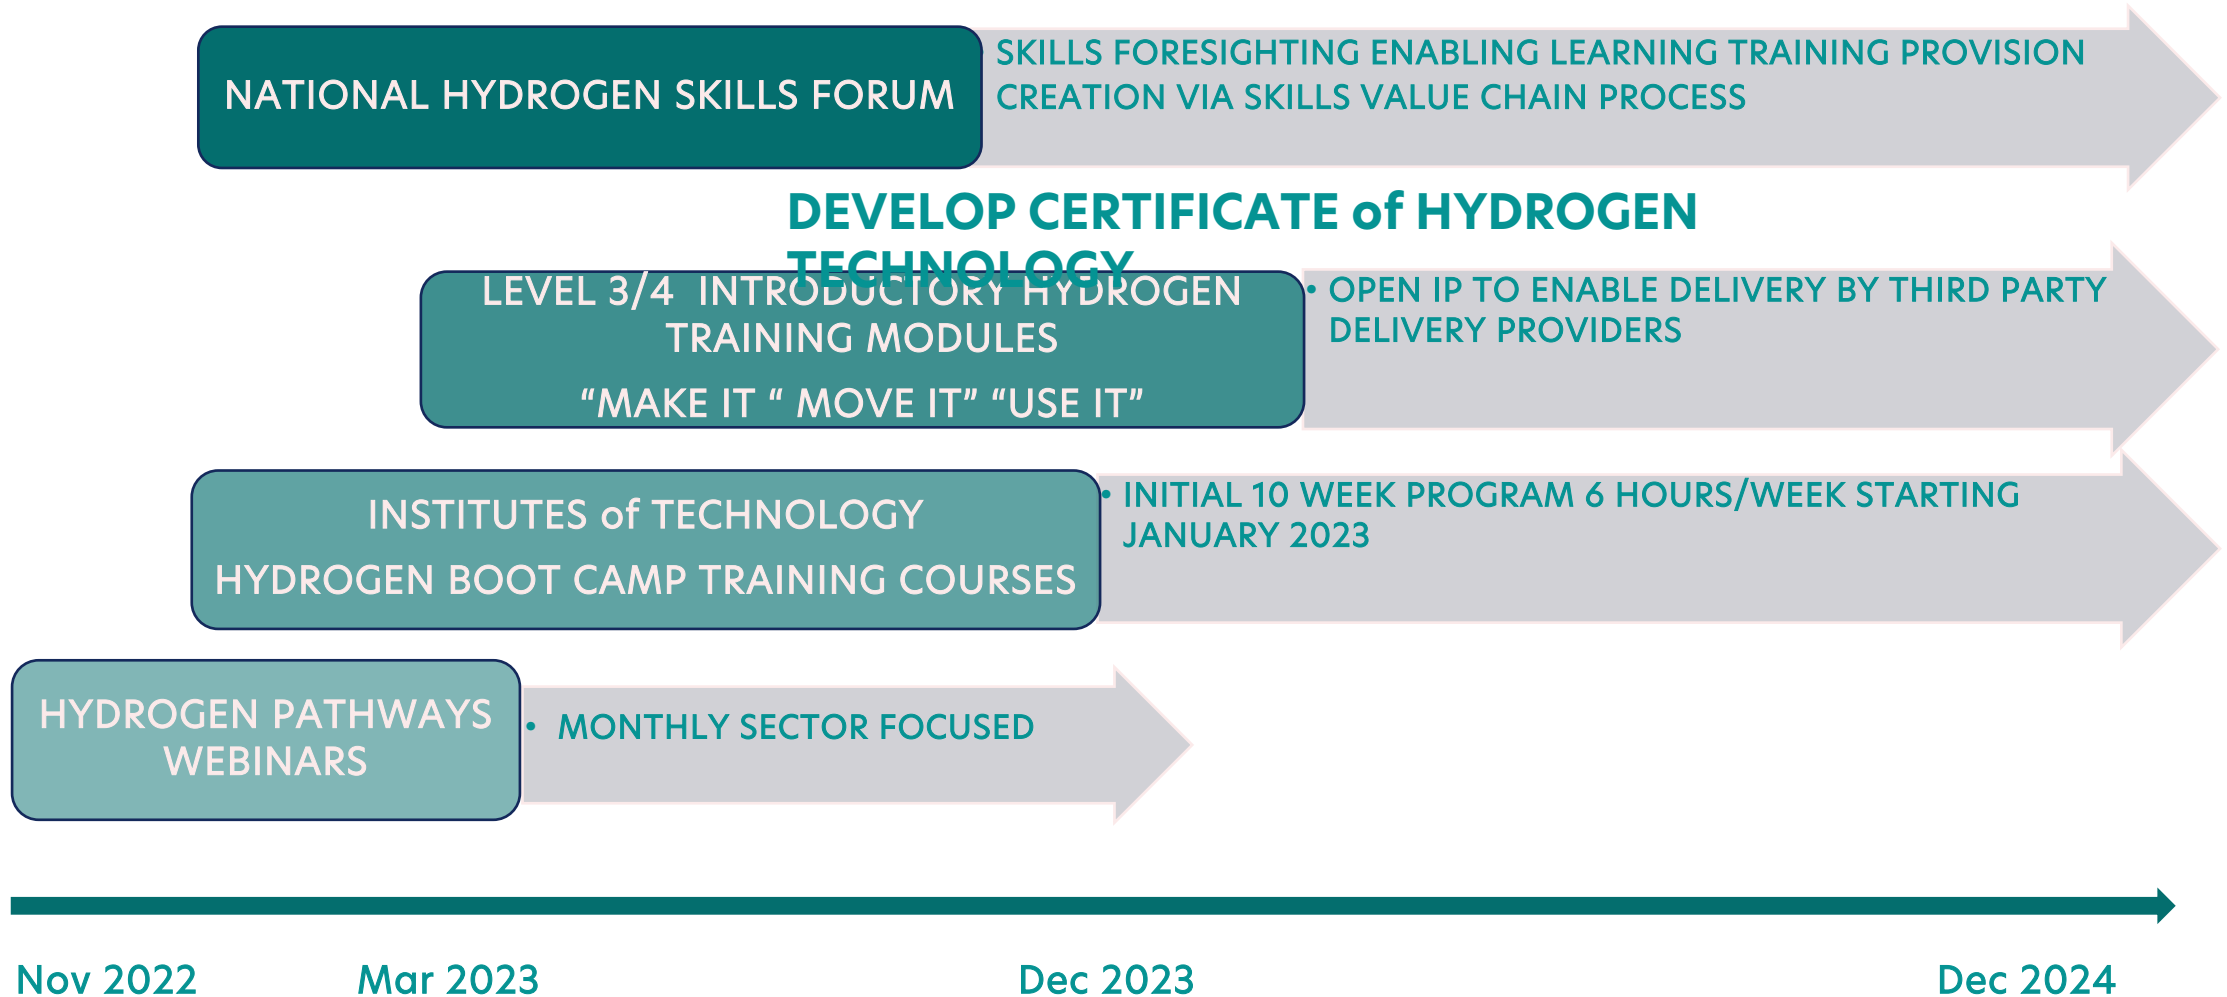 NATIONAL HYDROGEN SKILLS FORUM
SKILLS FORESIGHTING ENABLING LEARNING TRAINING PROVISION
CREATION VIA SKILLS VALUE CHAIN PROCESS
DEVELOP CERTIFICATE of HYDROGEN
TECHNOLOGY
LEVEL 3/4 INTRODUCTORY HYDROGEN
TRAINING MODULES
“MAKE IT “ MOVE IT” “USE IT”
• OPEN IP TO ENABLE DELIVERY BY THIRD PARTY
DELIVERY PROVIDERS
INSTITUTES of TECHNOLOGY
HYDROGEN BOOT CAMP TRAINING COURSES
• INITIAL 10 WEEK PROGRAM 6 HOURS/WEEK STARTING
JANUARY 2023
HYDROGEN PATHWAYS
WEBINARS
• MONTHLY SECTOR FOCUSED
Nov 2022
Mar 2023
Dec 2023
Dec 2024